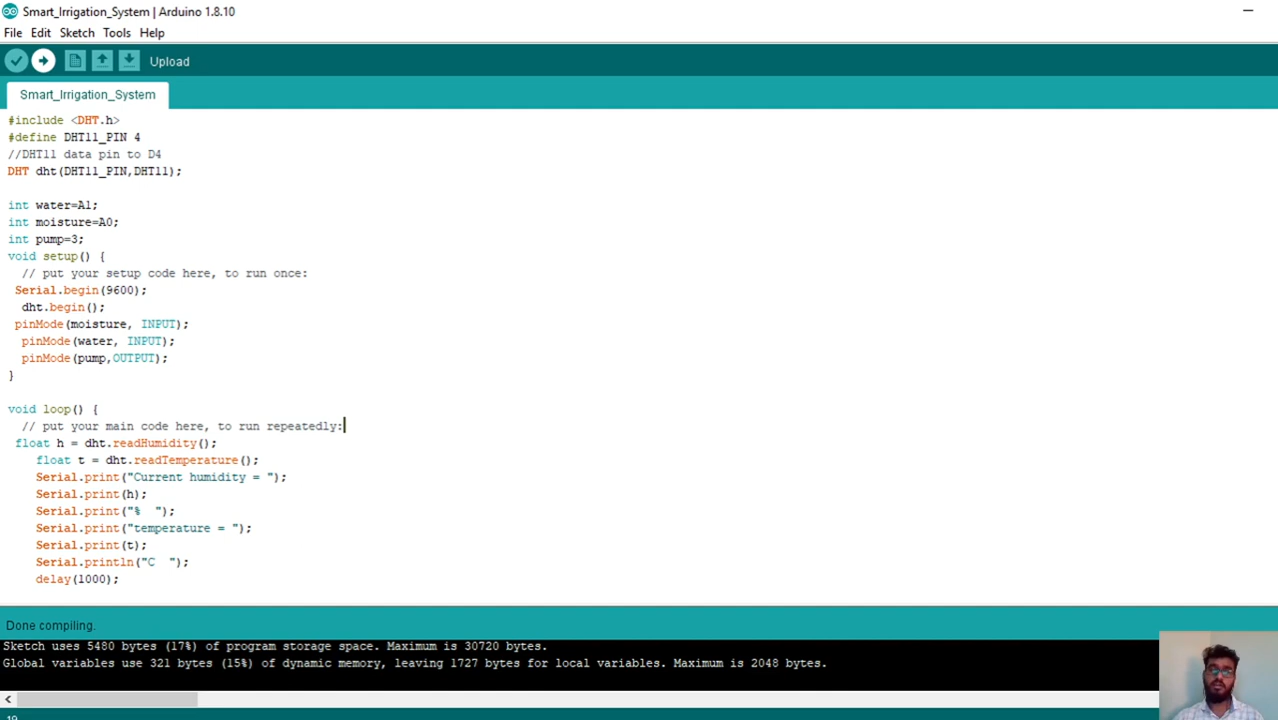 Smart_Irrigation_System | Arduino 1.8.10
File Edit Sketch Tools Help
Upload
Smart_Irrigation_System
#include <DHT.h>
#define DHT11_PIN 4
//DHT11 data pin to D4
DHT dht(DHT11_PIN,DHT11);
int water=A1;
int moisture=A0;
int pump=3;
void setup() {
// put your setup code here, to run once:
Serial.begin(9600);
dht.begin();
pinMode(moisture, INPUT);
pinMode(water, INPUT);
pinMode(pump,OUTPUT);
}
void loop() {
// put your main code here, to run repeatedly:
float h = dht.readHumidity();
float t = dht.readTemperature();
Serial.print("Current humidity = ");
Serial.print(h);
Serial.print("%  ");
Serial.print("temperature = ");
Serial.print(t);
Serial.println("C  ");
delay(1000);
Done compiling.
Sketch uses 5480 bytes (17%) of program storage space. Maximum is 30720 bytes.
Global variables use 321 bytes (15%) of dynamic memory, leaving 1727 bytes for local variables. Maximum is 2048 bytes.